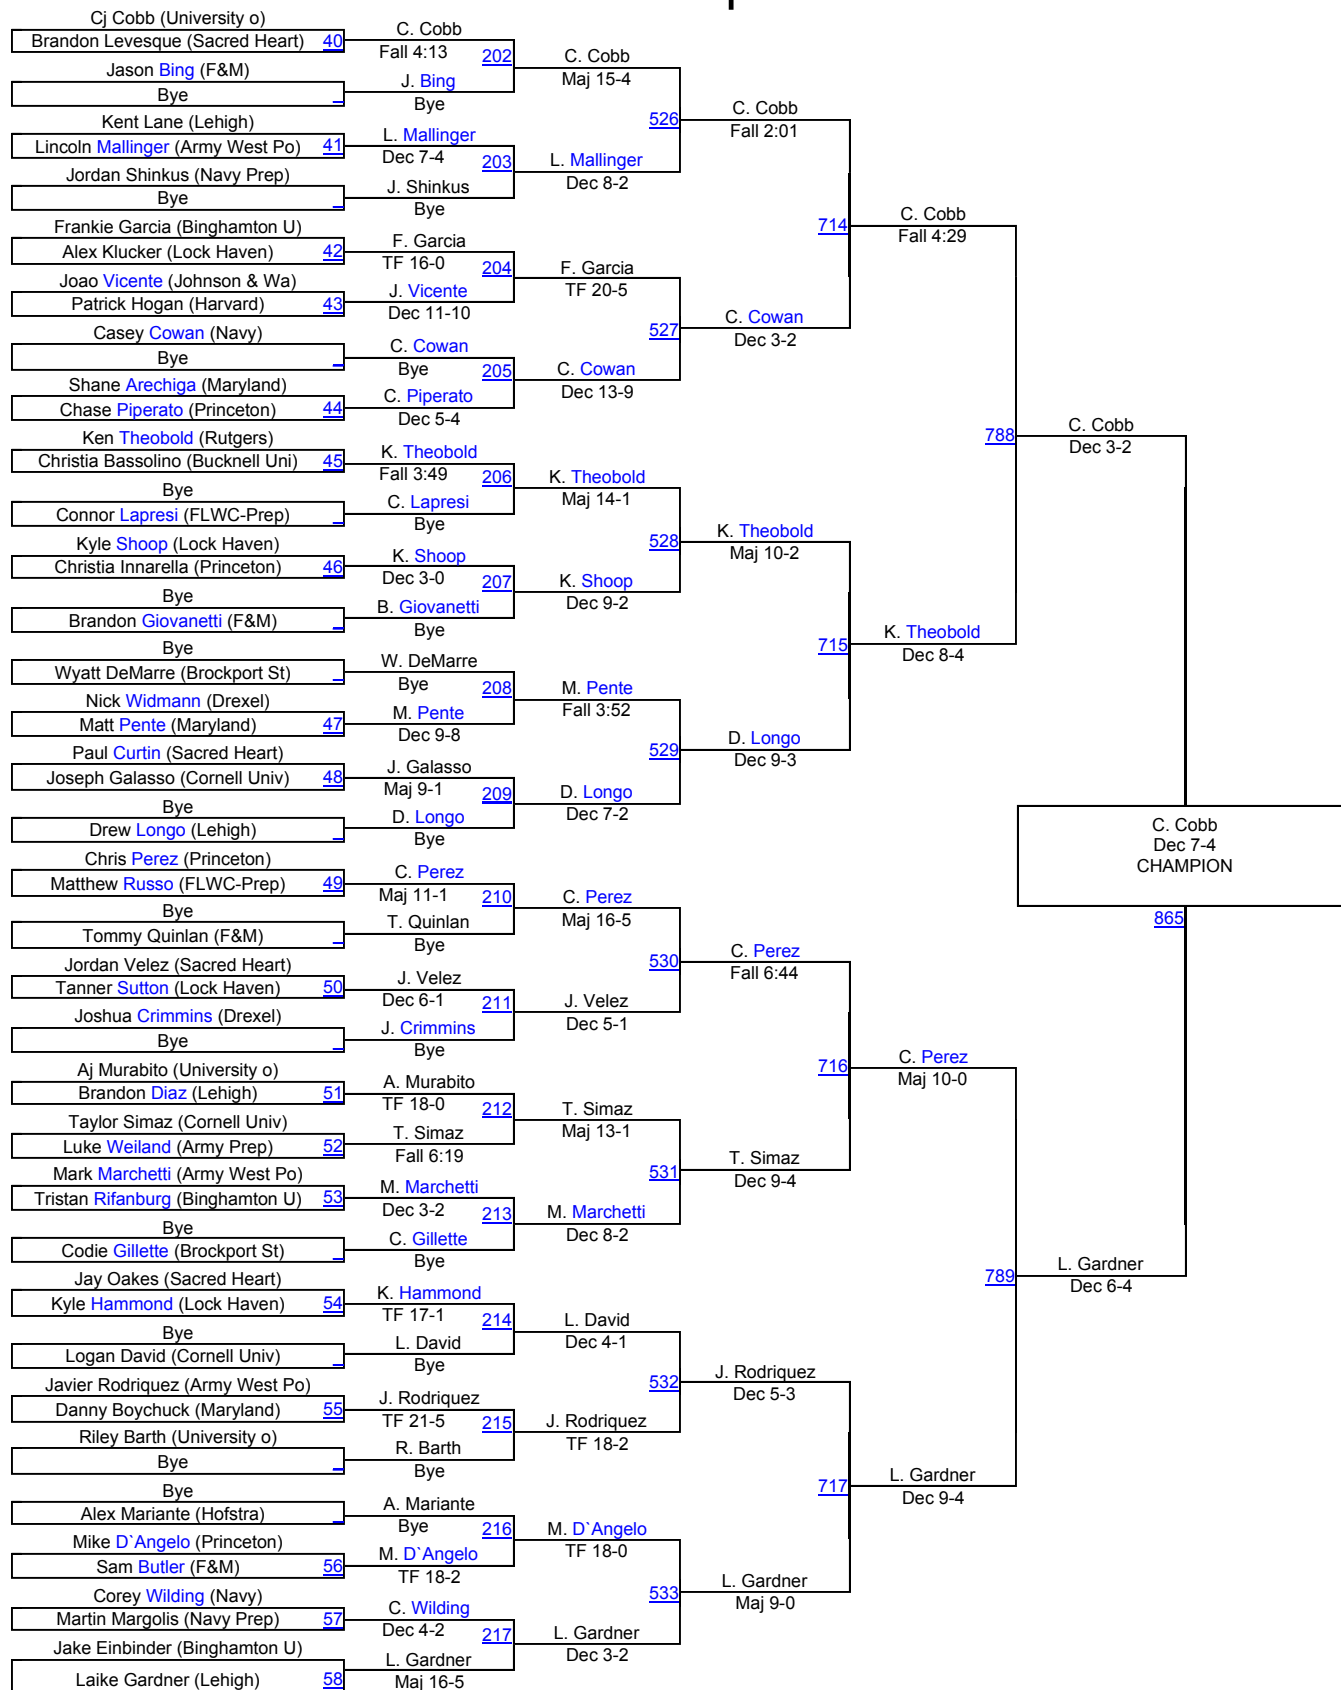 Cj Cobb (University o)
Brandon Levesque (Sacred Heart) 40
Jason Bing (F&M)
Bye
Kent Lane (Lehigh)
Lincoln Mallinger (Army West Po) 41
Jordan Shinkus (Navy Prep)
Bye
Frankie Garcia (Binghamton U)
Alex Klucker (Lock Haven) 42
Joao Vicente (Johnson & Wa)
Patrick Hogan (Harvard) 43
Casey Cowan (Navy)
Bye
Shane Arechiga (Maryland)
Chase Piperato (Princeton) 44
Ken Theobold (Rutgers)
Christia Bassolino (Bucknell Uni) 45
Bye
Connor Lapresi (FLWC-Prep)
Kyle Shoop (Lock Haven)
Christia Innarella (Princeton) 46
Bye
Brandon Giovanetti (F&M)
Bye
Wyatt DeMarre (Brockport St)
Nick Widmann (Drexel)
Matt Pente (Maryland) 47
Paul Curtin (Sacred Heart)
Joseph Galasso (Cornell Univ) 48
Bye
Drew Longo (Lehigh)
Chris Perez (Princeton)
Matthew Russo (FLWC-Prep) 49
Bye
Tommy Quinlan (F&M)
Jordan Velez (Sacred Heart)
Tanner Sutton (Lock Haven) 50
Joshua Crimmins (Drexel)
Bye
Aj Murabito (University o)
Brandon Diaz (Lehigh) 51
Taylor Simaz (Cornell Univ)
Luke Weiland (Army Prep) 52
Mark Marchetti (Army West Po)
Tristan Rifanburg (Binghamton U) 53
Bye
Codie Gillette (Brockport St)
Jay Oakes (Sacred Heart)
Kyle Hammond (Lock Haven) 54
Bye
Logan David (Cornell Univ)
Javier Rodriquez (Army West Po)
Danny Boychuck (Maryland) 55
Riley Barth (University o)
Bye
Bye
Alex Mariante (Hofstra)
Mike D`Angelo (Princeton)
Sam Butler (F&M) 56
Corey Wilding (Navy)
Martin Margolis (Navy Prep) 57
Jake Einbinder (Binghamton U)
Laike Gardner (Lehigh) 58
C. Cobb
Fall 4:13
202
J. Bing
Bye
L. Mallinger
Dec 7-4
203
J. Shinkus
Bye
F. Garcia
TF 16-0
204
J. Vicente
Dec 11-10
C. Cowan
Bye
205
C. Piperato
Dec 5-4
K. Theobold
Fall 3:49
206
C. Lapresi
Bye
K. Shoop
Dec 3-0
207
B. Giovanetti
Bye
W. DeMarre
Bye
208
M. Pente
Dec 9-8
J. Galasso
Maj 9-1
209
D. Longo
Bye
C. Perez
Maj 11-1
210
T. Quinlan
Bye
J. Velez
Dec 6-1
211
J. Crimmins
Bye
A. Murabito
TF 18-0
212
T. Simaz
Fall 6:19
M. Marchetti
Dec 3-2
213
C. Gillette
Bye
K. Hammond
TF 17-1
214
L. David
Bye
J. Rodriquez
TF 21-5
215
R. Barth
Bye
A. Mariante
Bye
216
M. D`Angelo
TF 18-2
C. Wilding
Dec 4-2
217
L. Gardner
Maj 16-5
C. Cobb
Maj 15-4
526
L. Mallinger
Dec 8-2
F. Garcia
TF 20-5
527
C. Cowan
Dec 13-9
K. Theobold
Maj 14-1
528
K. Shoop
Dec 9-2
M. Pente
Fall 3:52
529
D. Longo
Dec 7-2
C. Perez
Maj 16-5
530
J. Velez
Dec 5-1
T. Simaz
Maj 13-1
531
M. Marchetti
Dec 8-2
L. David
Dec 4-1
532
J. Rodriquez
TF 18-2
M. D`Angelo
TF 18-0
533
L. Gardner
Dec 3-2
C. Cobb
Fall 2:01
714
C. Cowan
Dec 3-2
K. Theobold
Maj 10-2
715
D. Longo
Dec 9-3
C. Perez
Fall 6:44
716
T. Simaz
Dec 9-4
J. Rodriquez
Dec 5-3
717
L. Gardner
Maj 9-0
C. Cobb
Fall 4:29
788
K. Theobold
Dec 8-4
C. Perez
Maj 10-0
789
L. Gardner
Dec 9-4
C. Cobb
Dec 3-2
L. Gardner
Dec 6-4
C. Cobb
Dec 7-4
CHAMPION
865